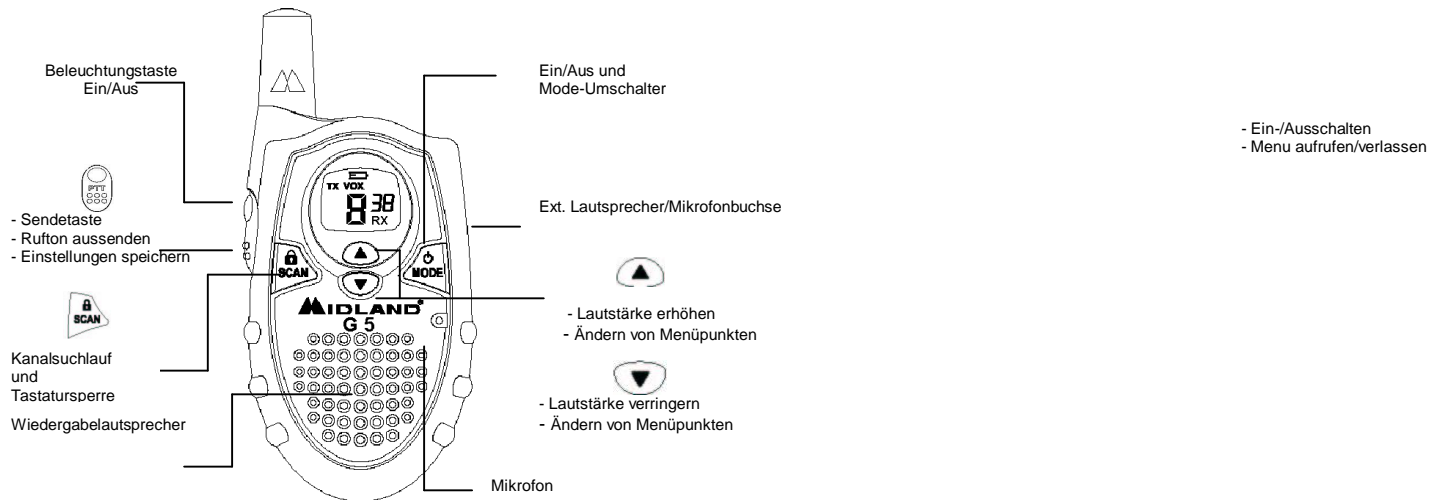 Beleuchtungstaste
Ein/Aus
PTT
- Sendetaste
- Rufton aussenden
- Einstellungen speichern
SCAN
Kanalsuchlauf
und
Tastatursperre
Wiedergabelautsprecher
TX VOX
8 38
RX
SCAN
MODE
MIDLAND®
G 5
Ein/Aus und
Mode-Umschalter
Ext. Lautsprecher/Mikrofonbuchse
- Lautstärke erhöhen
- Ändern von Menüpunkten
- Lautstärke verringern
- Ändern von Menüpunkten
Mikrofon
- Ein-/Ausschalten
- Menu aufrufen/verlassen